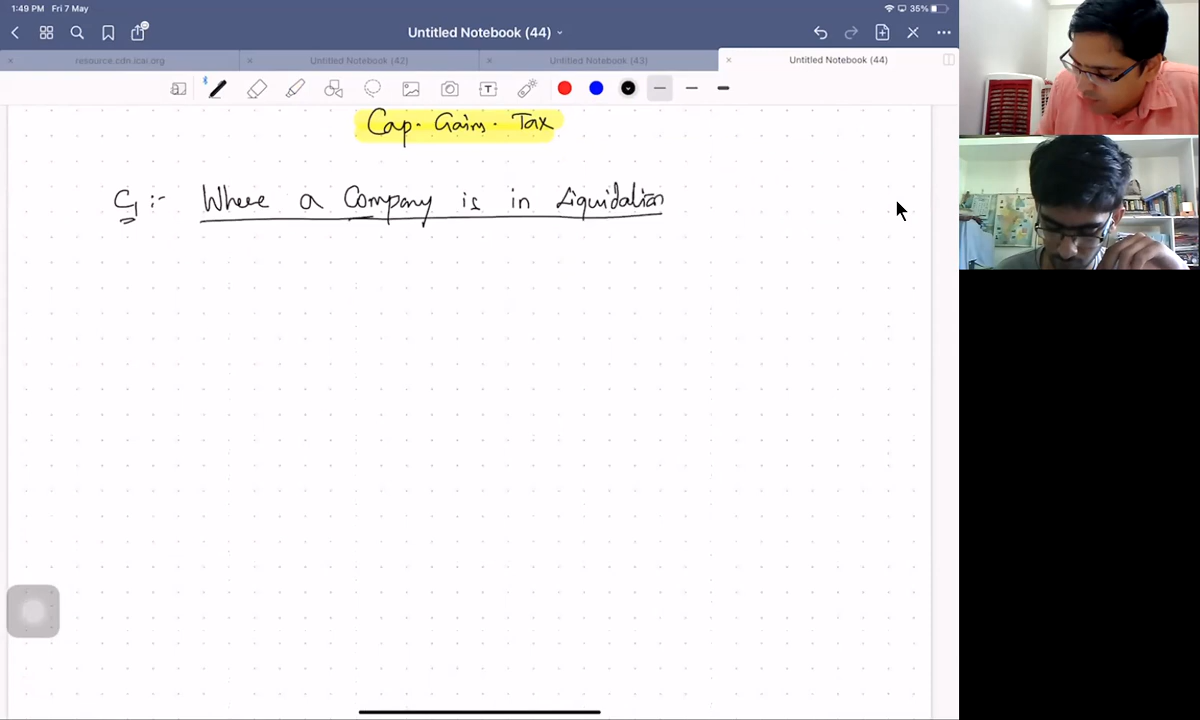 1:49 PM Fri 7 May
35%
Untitled Notebook (44)
resource.cdn.icai.org
Untitled Notebook (42)
Untitled Notebook (43)
Untitled Notebook (44)
T
Cap. Gains. Tax
G :- Where a Company is in Liquidation